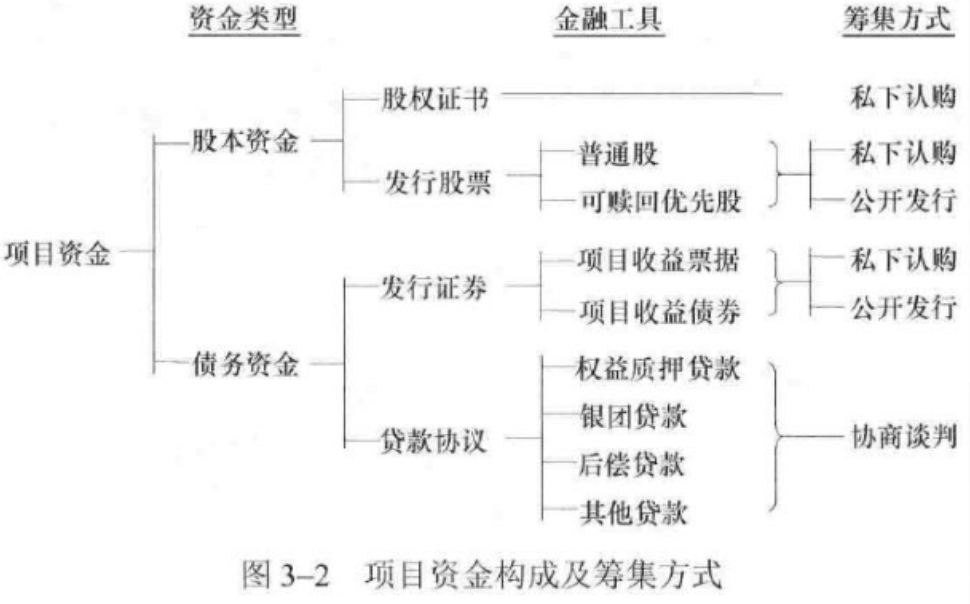 资金类型 金融工具 筹集方式
股权证书 私下认购
股本资金
普通股 私下认购
发行股票
可赎回优先股 公开发行
项目资金
项目收益票据 私下认购
发行证券
项目收益债券 公开发行
债务资金
权益质押贷款
银团贷款
贷款协议 协商谈判
后偿贷款
其他贷款
图 3-2 项目资金构成及筹集方式